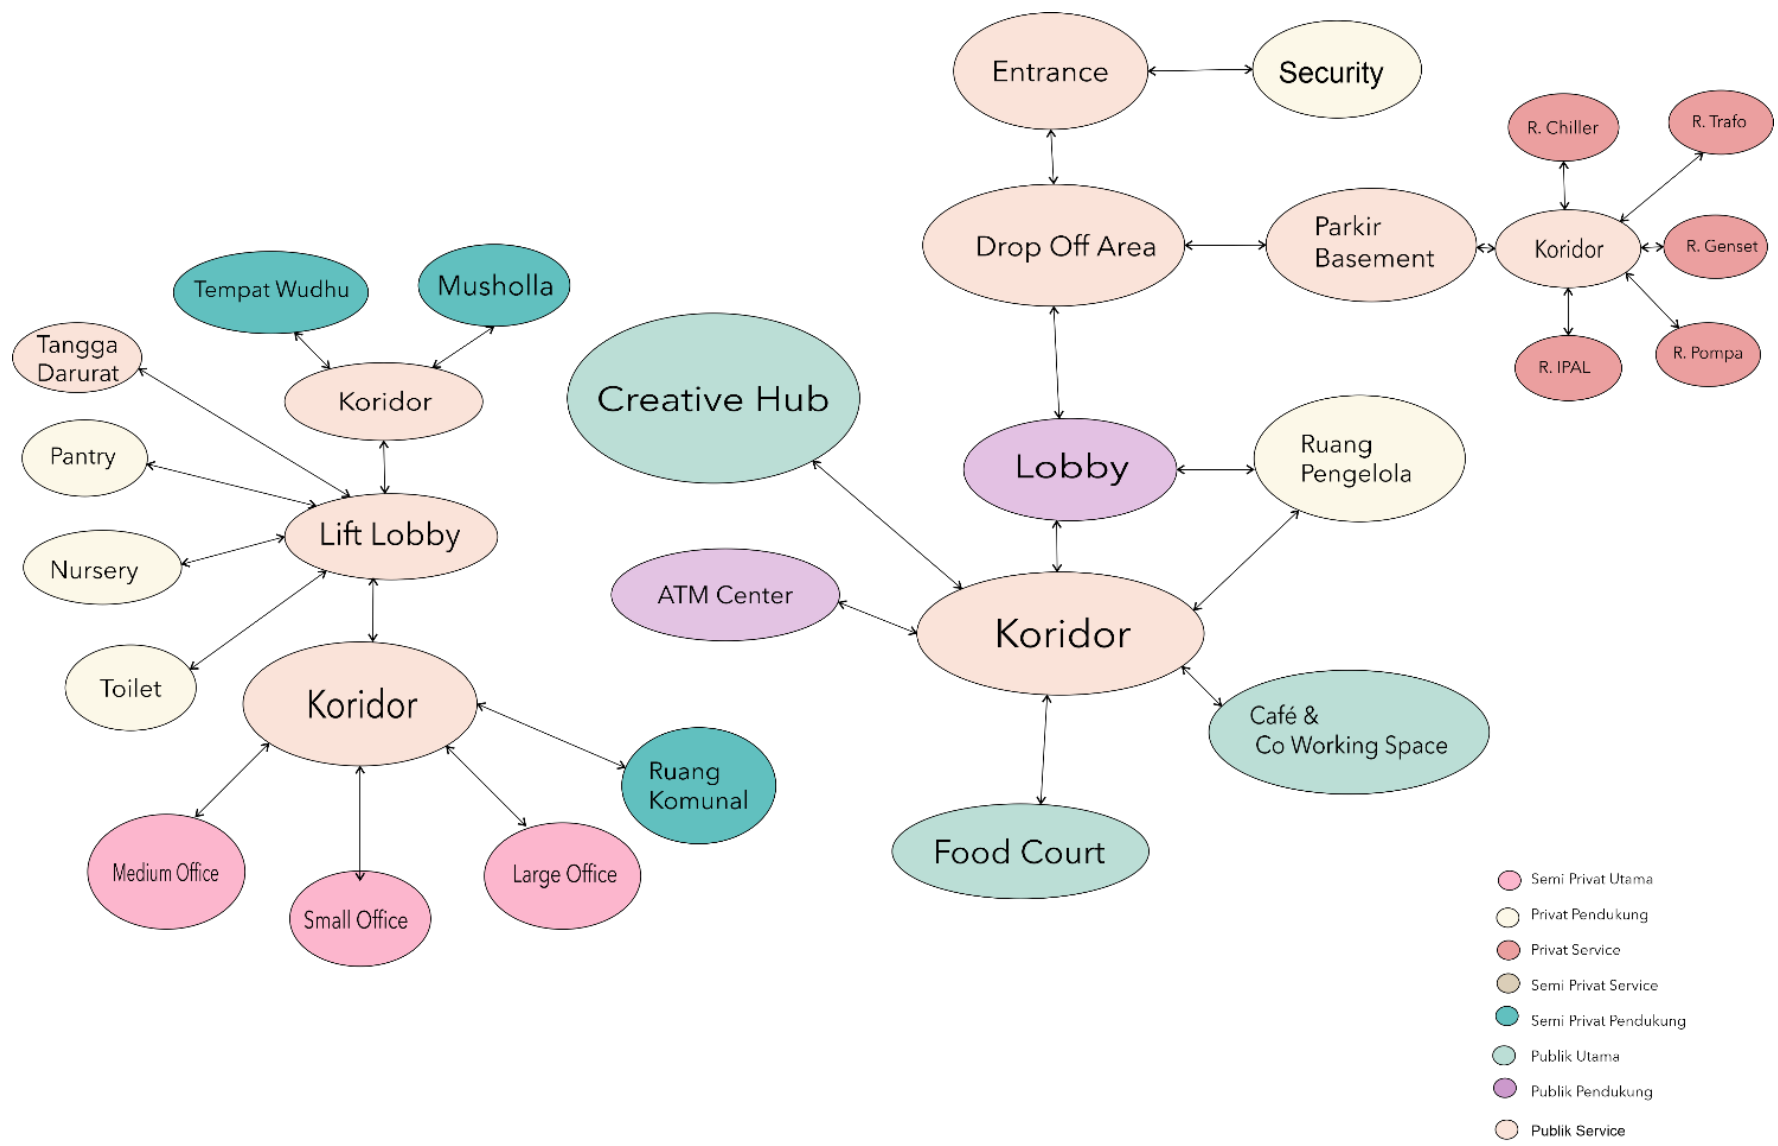 Entrance
Security
R. Chiller
R. Trafo
Drop Off Area
Parkir
Basement
Koridor
R. Genset
R. IPAL
R. Pompa
Tempat Wudhu
Musholla
Tangga
Darurat
Koridor
Pantry
Lift Lobby
Nursery
Toilet
Koridor
Ruang
Komunal
Medium Office
Small Office
Large Office
Creative Hub
Lobby
Ruang
Pengelola
ATM Center
Koridor
Café &
Co Working Space
Food Court
Semi Privat Utama
Privat Pendukung
Privat Service
Semi Privat Service
Semi Privat Pendukung
Publik Utama
Publik Pendukung
Publik Service